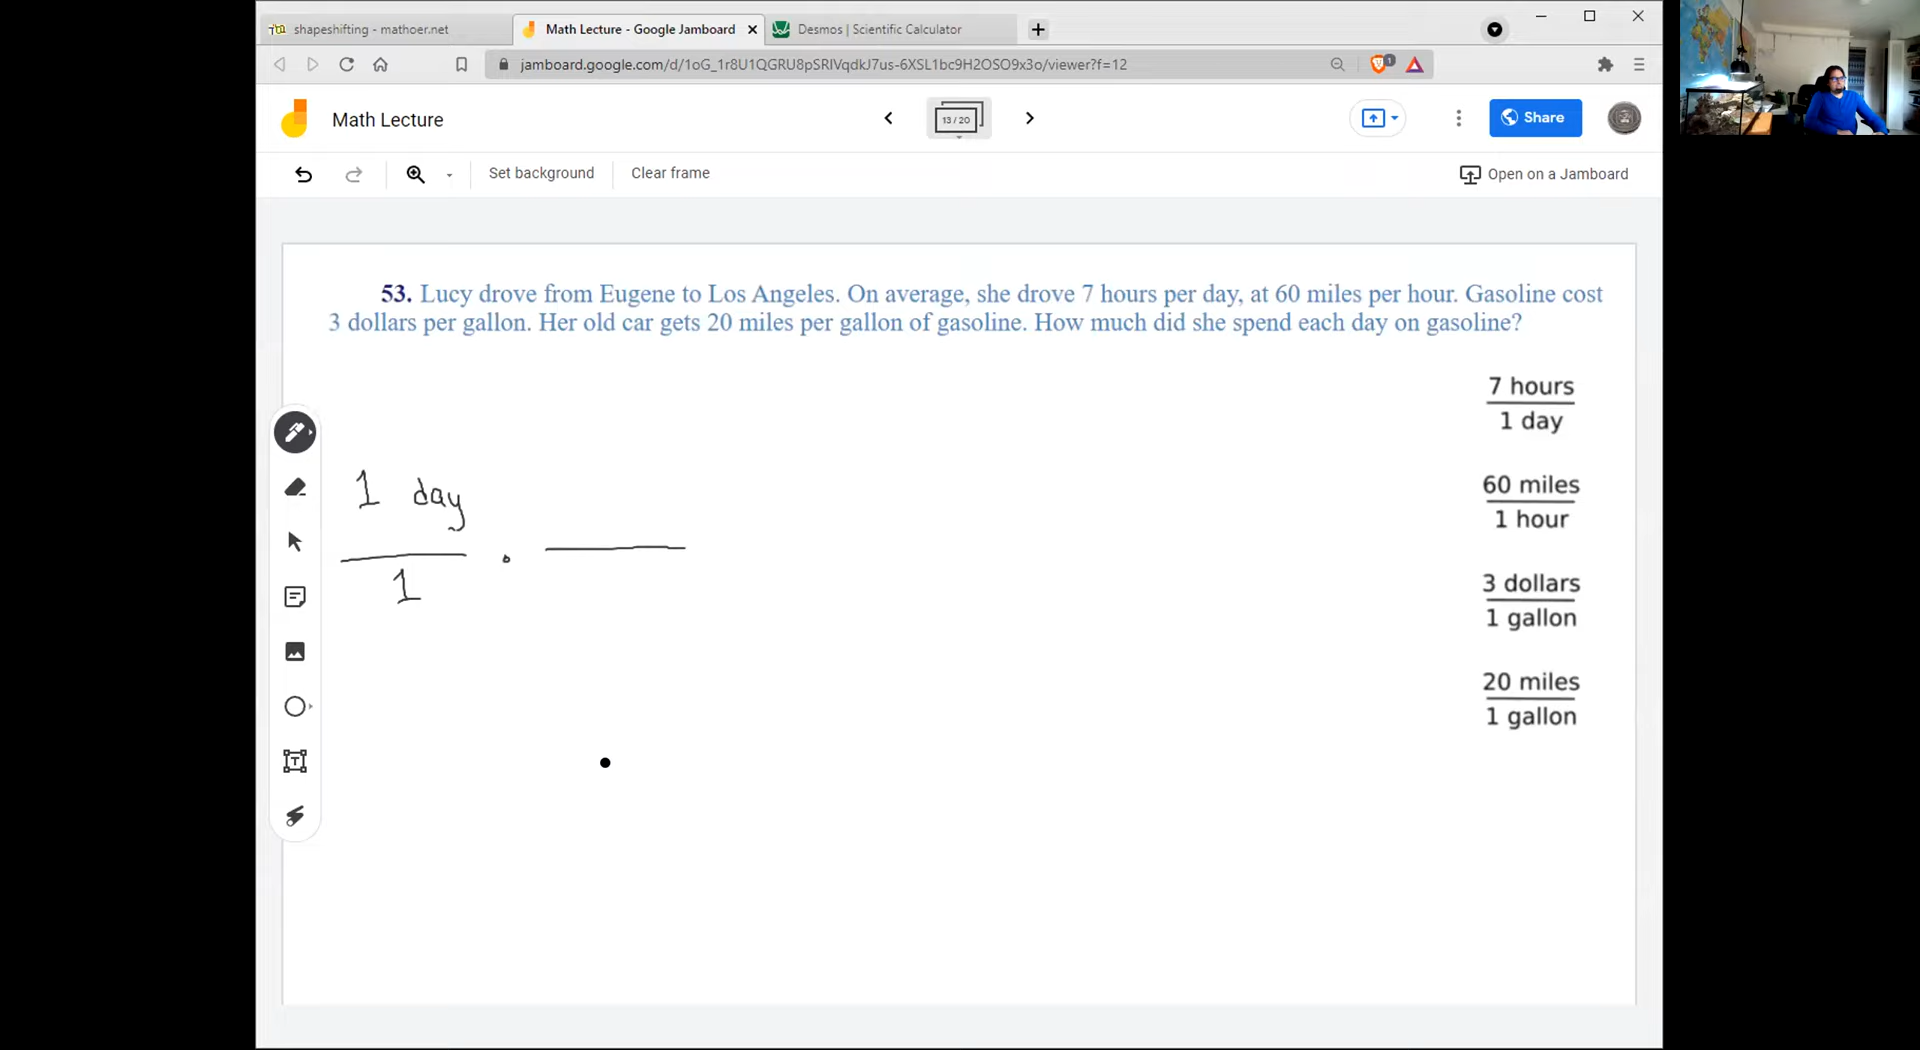 shapeshifting - mathoer.net
Math Lecture - Google Jamboard
Desmos | Scientific Calculator
jamboard.google.com/d/1oG_1r8U1QGRU8pSRIVqdkJ7us-6XSL1bc9H2OSO9x3o/viewer?f=12
1
Math Lecture
13 / 20
Share
Set background
Clear frame
Open on a Jamboard
53. Lucy drove from Eugene to Los Angeles. On average, she drove 7 hours per day, at 60 miles per hour. Gasoline cost
3 dollars per gallon. Her old car gets 20 miles per gallon of gasoline. How much did she spend each day on gasoline?
7 hours
1 day
60 miles
1 hour
3 dollars
1 gallon
20 miles
1 gallon
1 day
1